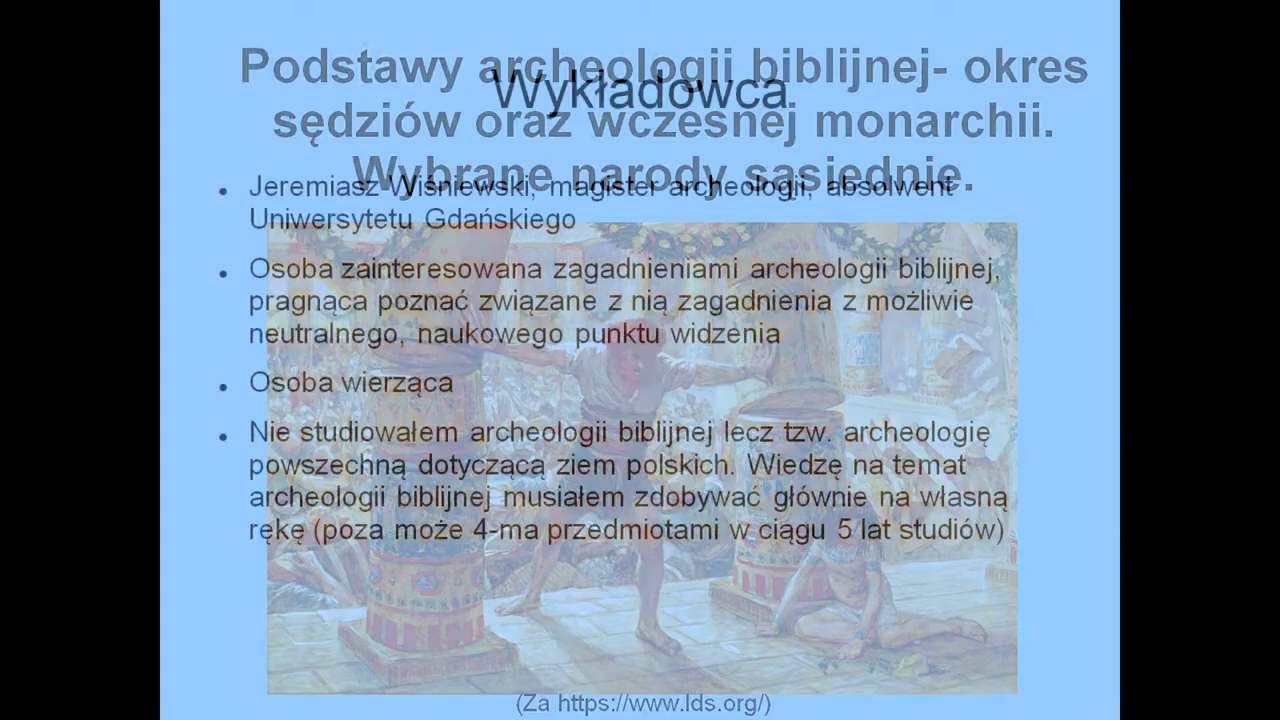 Podstawy archeologii biblijnej- okres
sędziów oraz wczesnej monarchii.
Wybrane narody sąsiednie.
Wykładowca
• Jeremiasz Wiśniewski, magister archeologii, absolwent
Uniwersytetu Gdańskiego
• Osoba zainteresowana zagadnieniami archeologii biblijnej,
pragnąca poznać związane z nią zagadnienia z możliwie
neutralnego, naukowego punktu widzenia
• Osoba wierząca
• Nie studiowałem archeologii biblijnej lecz tzw. archeologię
powszechną dotyczącą ziem polskich. Wiedzę na temat
archeologii biblijnej musiałem zdobywać głównie na własną
rękę (poza może 4-ma przedmiotami w ciągu 5 lat studiów)
(Za https://www.lds.org/)